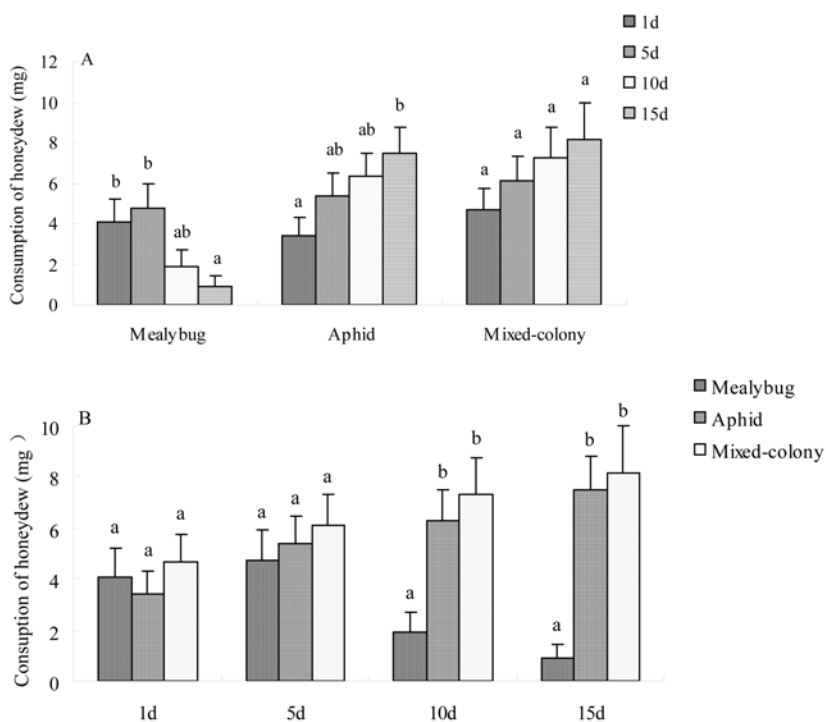 A
Consumption of honeydew (mg)
12
10
8
6
4
2
0
1d
5d
10d
15d
b
b
ab
a
a
ab
ab
b
a
a
a
a
Mealybug
Aphid
Mixed-colony
B
Consuption of honeydew (mg)
10
8
6
4
2
0
Mealybug
Aphid
Mixed-colony
a
a
a
a
a
a
a
b
b
a
b
b
1d
5d
10d
15d